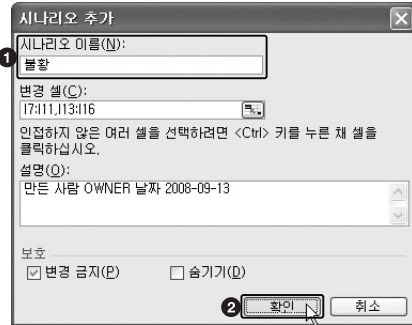 시나리오 추가
시나리오 이름(N):
❶
불황
변경 셀(C):
I7:I11,I13:I16
인접하지 않은 여러 셀을 선택하려면 <Ctrl> 키를 누른 채 셀을
클릭하십시오.
설명(O):
만든 사람 OWNER 날짜 2008-09-13
보호
변경 금지(P) 숨기기(D)
❷ 확인 취소